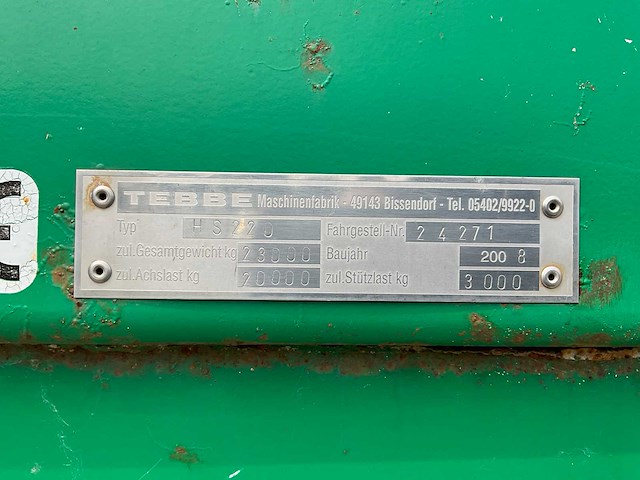 TEBBE Maschinenfabrik - 49143 Bissendorf - Tel. 05402/9922-0
Typ HS220 Fahrgestell-Nr. 24271
zul.Gesamtgewicht kg 23000 Baujahr 2008
zul.Achslast kg 20000 zul.Stützlast kg 3000